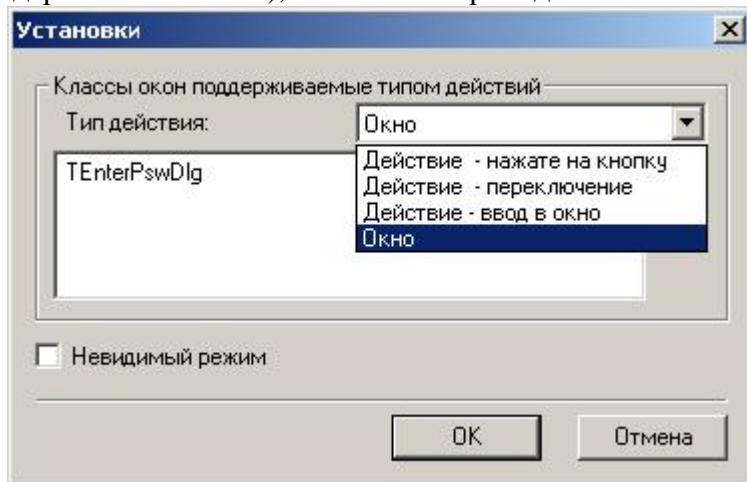 Установки
Классы окон поддерживаемые типом действий
Тип действия:
Окно
TEnterPswDlg
Действие - нажате на кнопку
Действие - переключение
Действие - ввод в окно
Окно
Невидимый режим
OK
Отмена